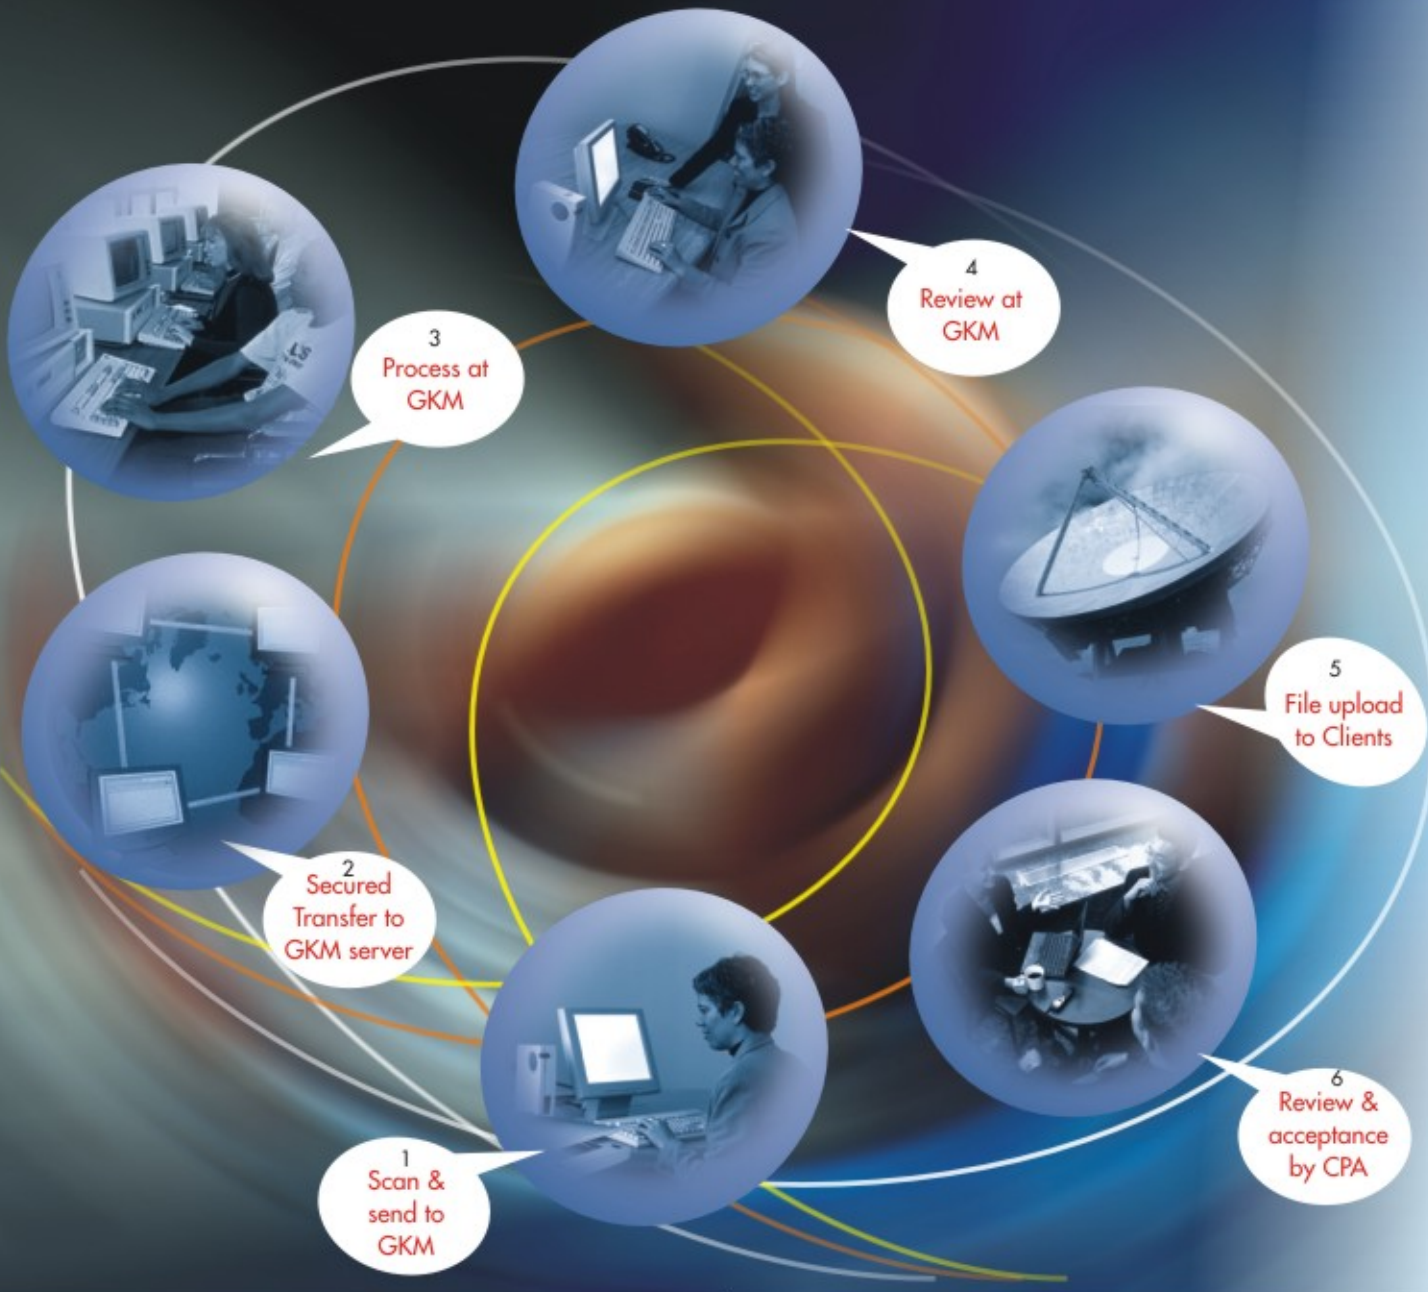 4
Review at
GKM
3
Process at
GKM
5
File upload
to Clients
2
Secured
Transfer to
GKM server
6
Review &
acceptance
by CPA
1
Scan &
send to
GKM